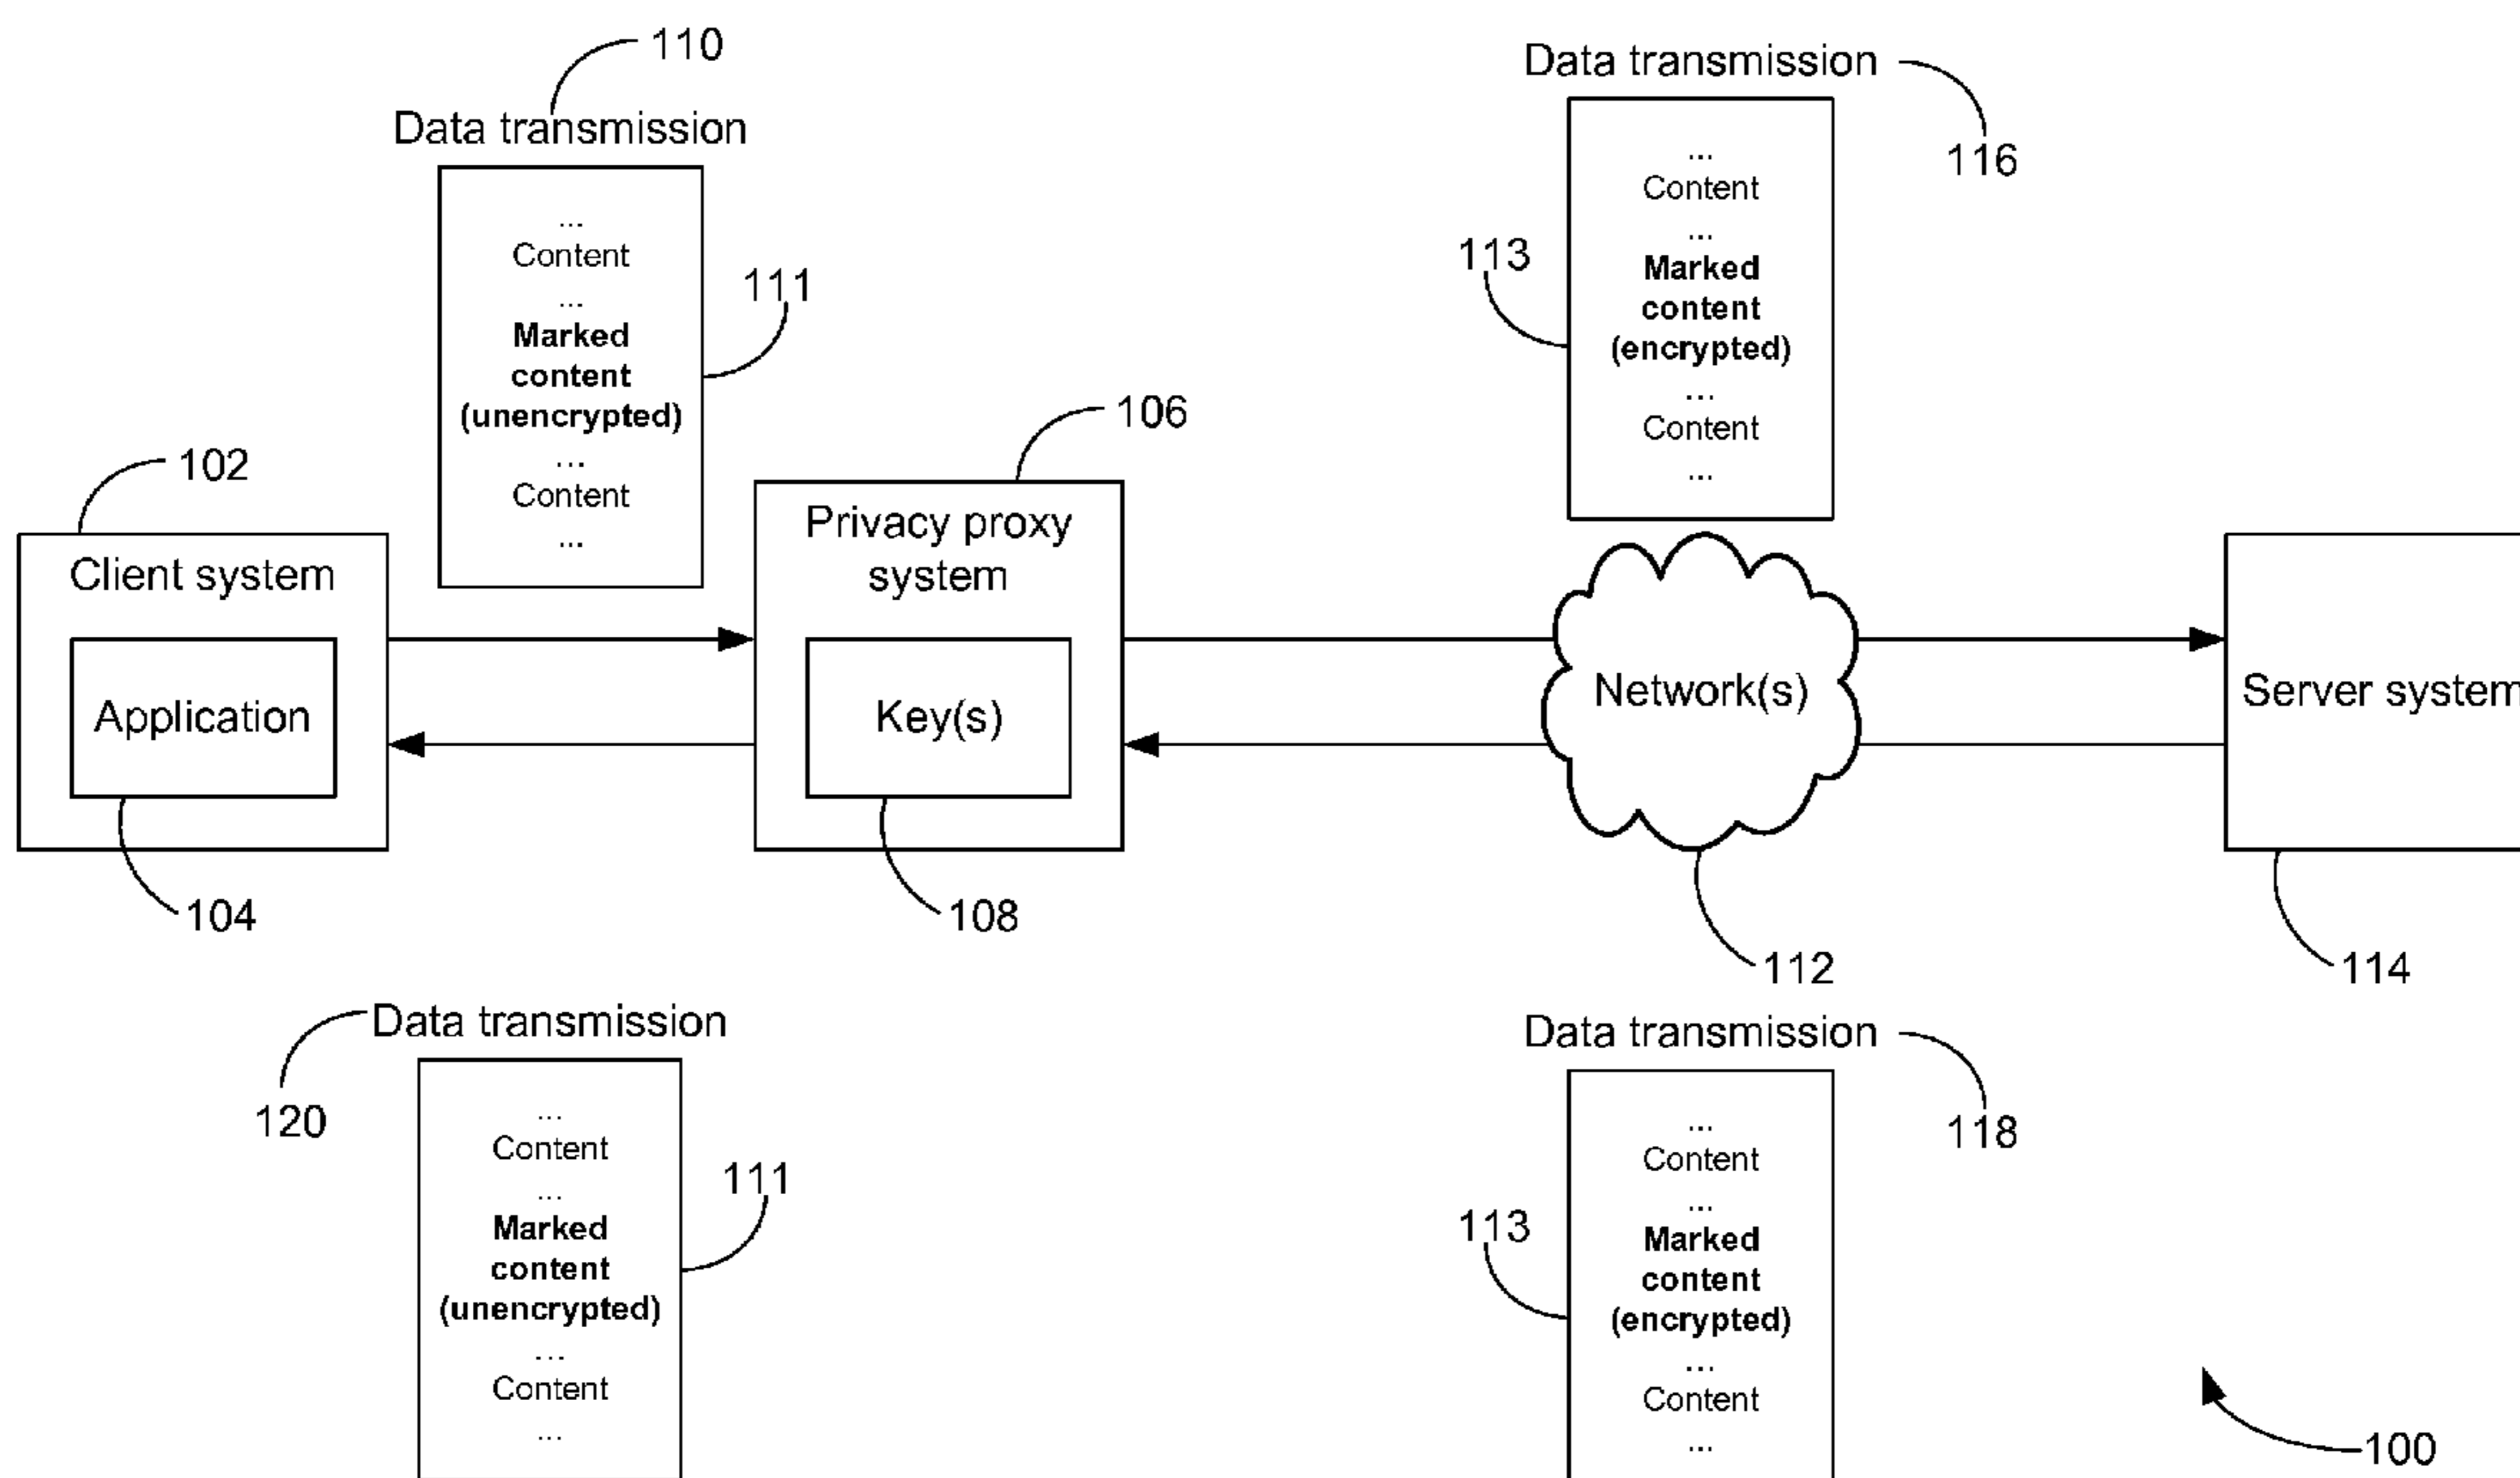 110
Data transmission
...
Content
...
Marked
content
(unencrypted)
...
Content
...
111
Data transmission
116
...
Content
...
Marked
content
(encrypted)
...
Content
...
113
102
Client system
Application
104
106
Privacy proxy
system
Key(s)
108
Network(s)
112
Server system
114
Data transmission
120
...
Content
...
Marked
content
(unencrypted)
...
Content
...
111
Data transmission
118
...
Content
...
Marked
content
(encrypted)
...
Content
...
113
100